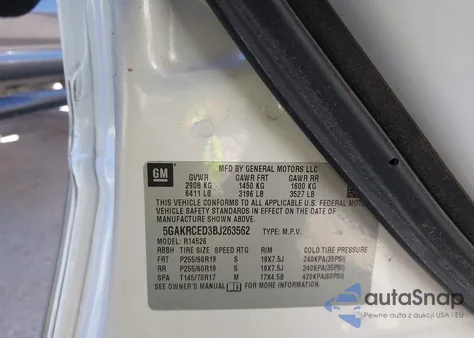 GM
MFD BY GENERAL MOTORS LLC
GVWR GAWR FRT GAWR RR
2908 KG 1450 KG 1600 KG
6411 LB 3196 LB 3527 LB
THIS VEHICLE CONFORMS TO ALL APPLICABLE U.S. FEDERAL MOTOR
VEHICLE SAFETY STANDARDS IN EFFECT ON THE DATE OF
MANUFACTURE SHOWN ABOVE.
5GAKRCED3BJ263562 TYPE: M.P.V.
RBBH MODEL: R14526
TIRE SIZE SPEED RTG RIM COLD TIRE PRESSURE
FRT P255/60R19 S 19X7.5J 240KPA(35PSI)
RR P255/60R19 S 19X7.5J 240KPA(35PSI)
SPA T145/70R17 M 17X4.5B 420KPA(60PSI)
SEE OWNER'S MANUAL FOR MORE INFORMATION.
autoSnap
Pewne auta z aukcji USA - EU